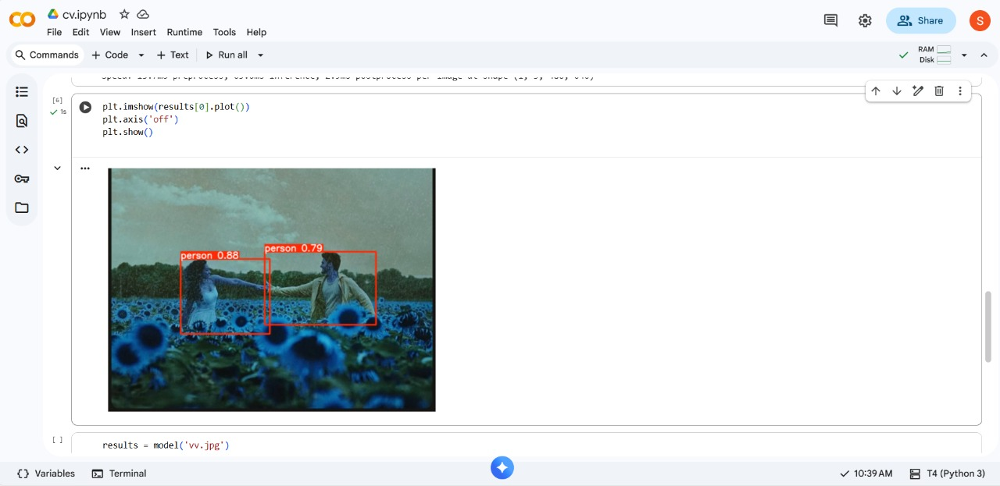 cv.ipynb
File Edit View Insert Runtime Tools Help
Share
S
Commands + Code + Text Run all
RAM
Disk
[6]
1s
plt.imshow(results[0].plot())
plt.axis('off')
plt.show()
person 0.88
person 0.79
[ ]
results = model('vv.jpg')
Variables Terminal
10:39 AM T4 (Python 3)